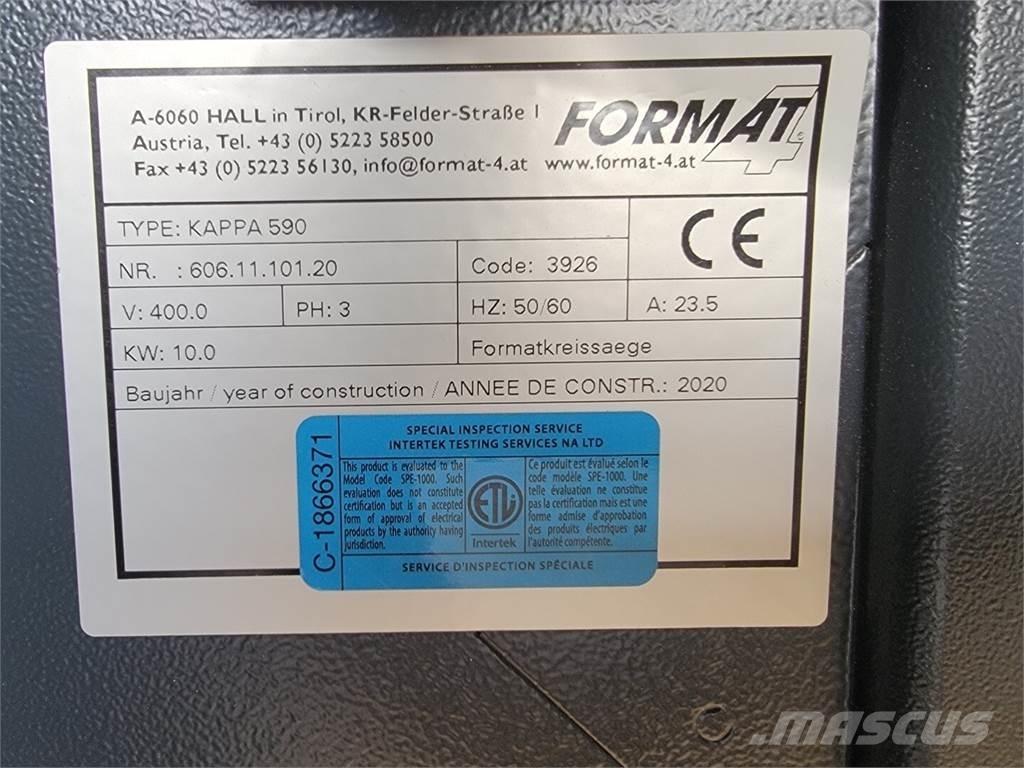 A-6060 HALL in Tirol, KR-Felder-Straße 1
Austria, Tel. +43 (0) 5223 58500
Fax +43 (0) 5223 56130, info@format-4.at
FORMAT 4
www.format-4.at
TYPE: KAPPA 590
CE
NR. : 606.11.101.20
Code: 3926
V: 400.0
PH: 3
HZ: 50/60
A: 23.5
KW: 10.0
Formatkreissaege
Baujahr / year of construction / ANNEE DE CONSTR.: 2020
C-1866371
SPECIAL INSPECTION SERVICE
INTERTEK TESTING SERVICES NA LTD
This product is evaluated to the
Model Code SPE-1000. Such
evaluation does not constitute
certification but is an accepted
form of approval of electrical
products by the authority having
jurisdiction.
ETL
Intertek
Ce produit est évalué selon le
code modèle SPE-1000. Une
telle évaluation ne constitue
pas la certification mais est une
forme admise d'approbation
des produits électriques par
l'autorité compétente.
SERVICE D'INSPECTION SPÉCIALE
MASCUS